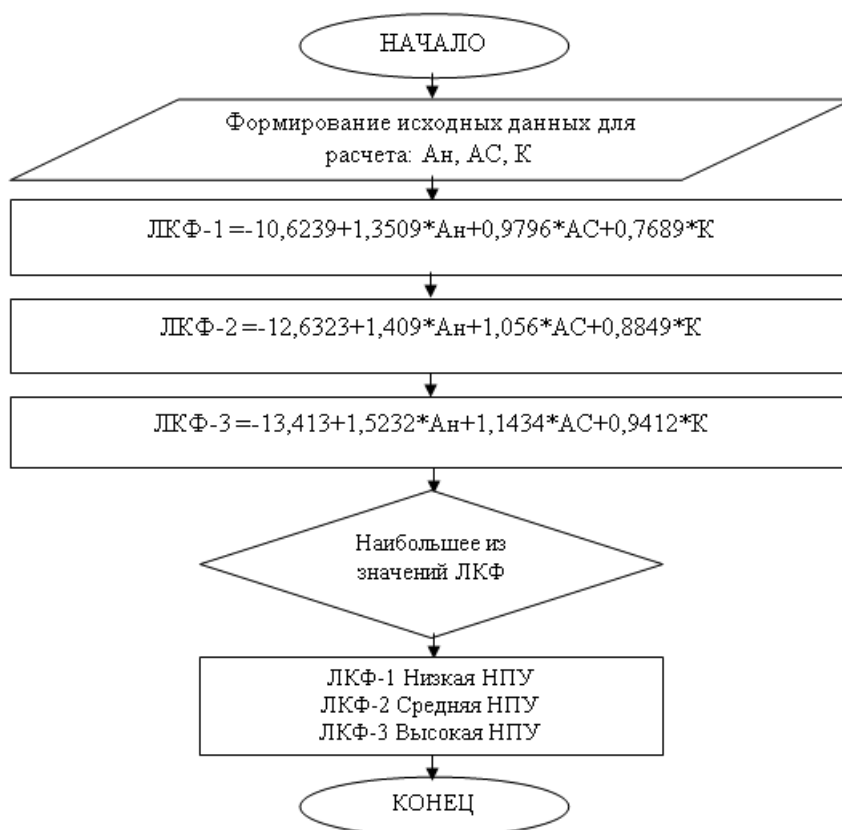 НАЧАЛО
Формирование исходных данных для
расчета: Ан, АС, К
ЛКФ-1 =-10,6239+1,3509*Ан+0,9796*АС+0,7689*К
ЛКФ-2=-12,6323+1,409*Ан+1,056*АС+0,8849*К
ЛКФ-3=-13,413+1,5232*Ан+1,1434*АС+0,9412*К
Наибольшее из
значений ЛКФ
ЛКФ-1 Низкая НПУ
ЛКФ-2 Средняя НПУ
ЛКФ-3 Высокая НПУ
КОНЕЦ